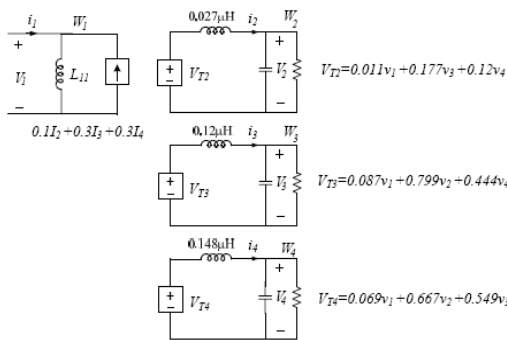 i1 W1
+ V1 − L11
0.1I2+0.3I3+0.3I4
0.027μH i2 W2
+ − VT2 + V2 −
VT2=0.011v1+0.177v3+0.12v4
0.12μH i3 W3
+ − VT3 + V3 −
VT3=0.087v1+0.799v2+0.444v4
0.148μH i4 W4
+ − VT4 + V4 −
VT4=0.069v1+0.667v2+0.549v3